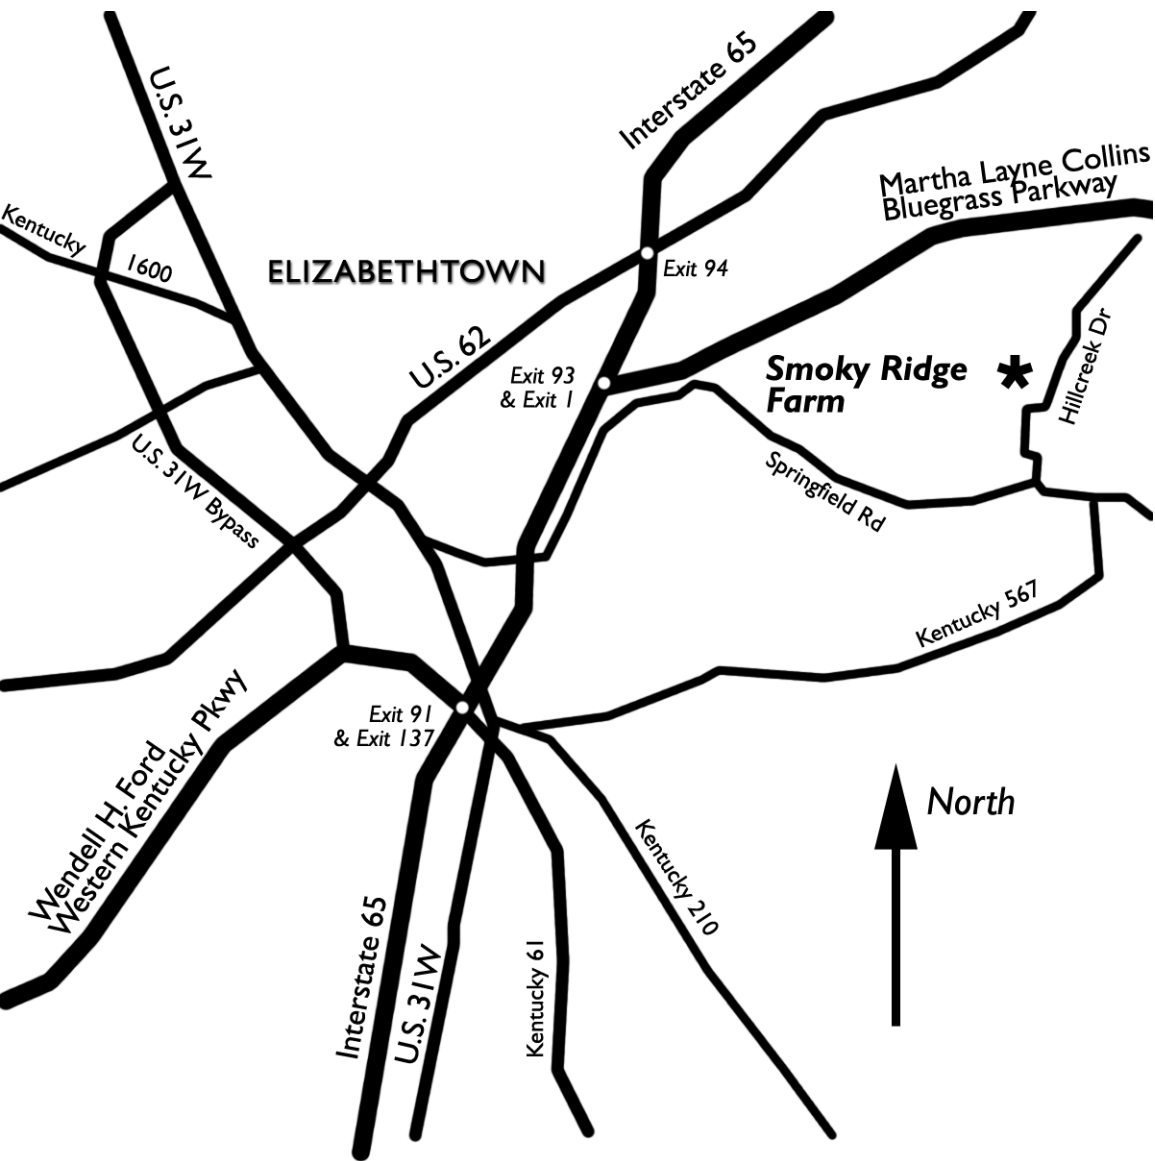 U.S. 31W
Interstate 65
Martha Layne Collins
Bluegrass Parkway
Kentucky 1600
ELIZABETHTOWN
Exit 94
U.S. 62
Exit 93
& Exit 1
Smoky Ridge
Farm
*
Hillcreek Dr
U.S. 31W Bypass
Springfield Rd
Kentucky 567
Exit 91
& Exit 137
Wendell H. Ford
Western Kentucky Pkwy
North
Kentucky 210
Interstate 65
U.S. 31W
Kentucky 61